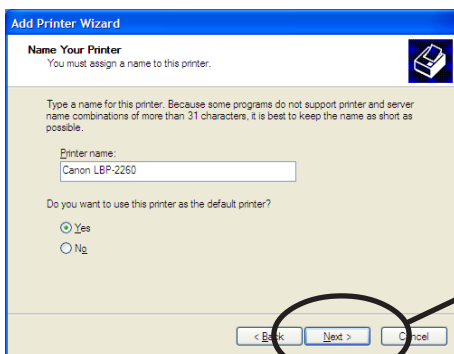 Add Printer Wizard
Name Your Printer
You must assign a name to this printer.
Type a name for this printer. Because some programs do not support printer and server
name combinations of more than 31 characters, it is best to keep the name as short as
possible.
Printer name:
Canon LBP-2260
Do you want to use this printer as the default printer?
Yes
No
< Back
Next >
Cancel